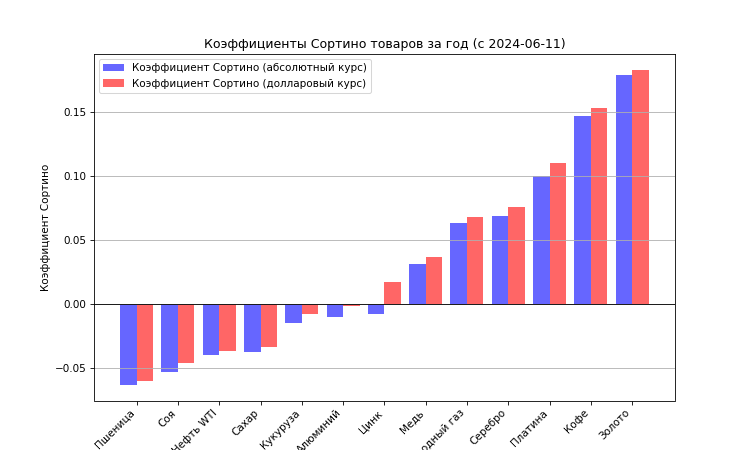 Коэффициенты Сортино товаров за год (с 2024-06-11)
Коэффициент Сортино (абсолютный курс)
Коэффициент Сортино (долларовый курс)
Коэффициент Сортино
0.15
0.10
0.05
0.00
−0.05
Пшеница
Соя
Нефть WTI
Сахар
Кукуруза
Алюминий
Цинк
Медь
газ
Серебро
Платина
Кофе
Золото